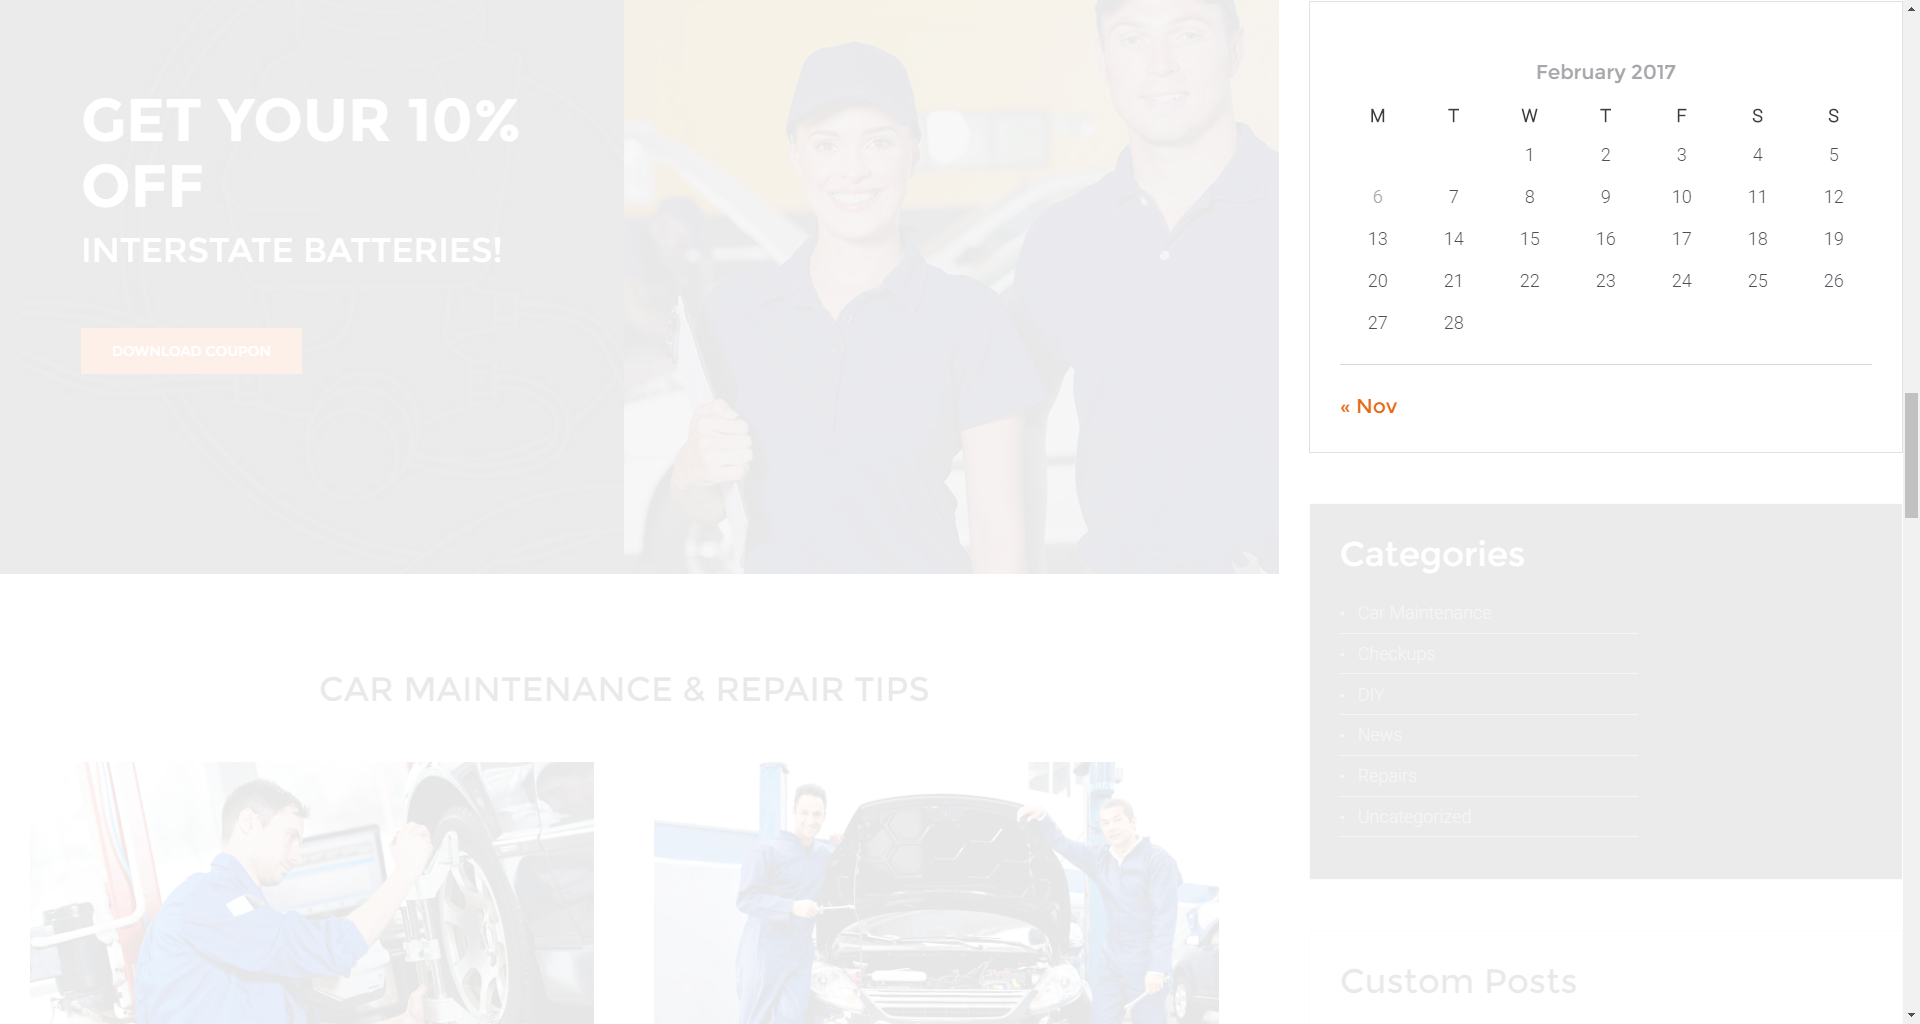 GET YOUR 10%
OFF
INTERSTATE BATTERIES!
DOWNLOAD COUPON
CAR MAINTENANCE & REPAIR TIPS
February 2017
M T W T F S S
1 2 3 4 5
6 7 8 9 10 11 12
13 14 15 16 17 18 19
20 21 22 23 24 25 26
27 28
« Nov
Categories
Car Maintenance
Checkups
DIY
News
Repairs
Uncategorized
Custom Posts